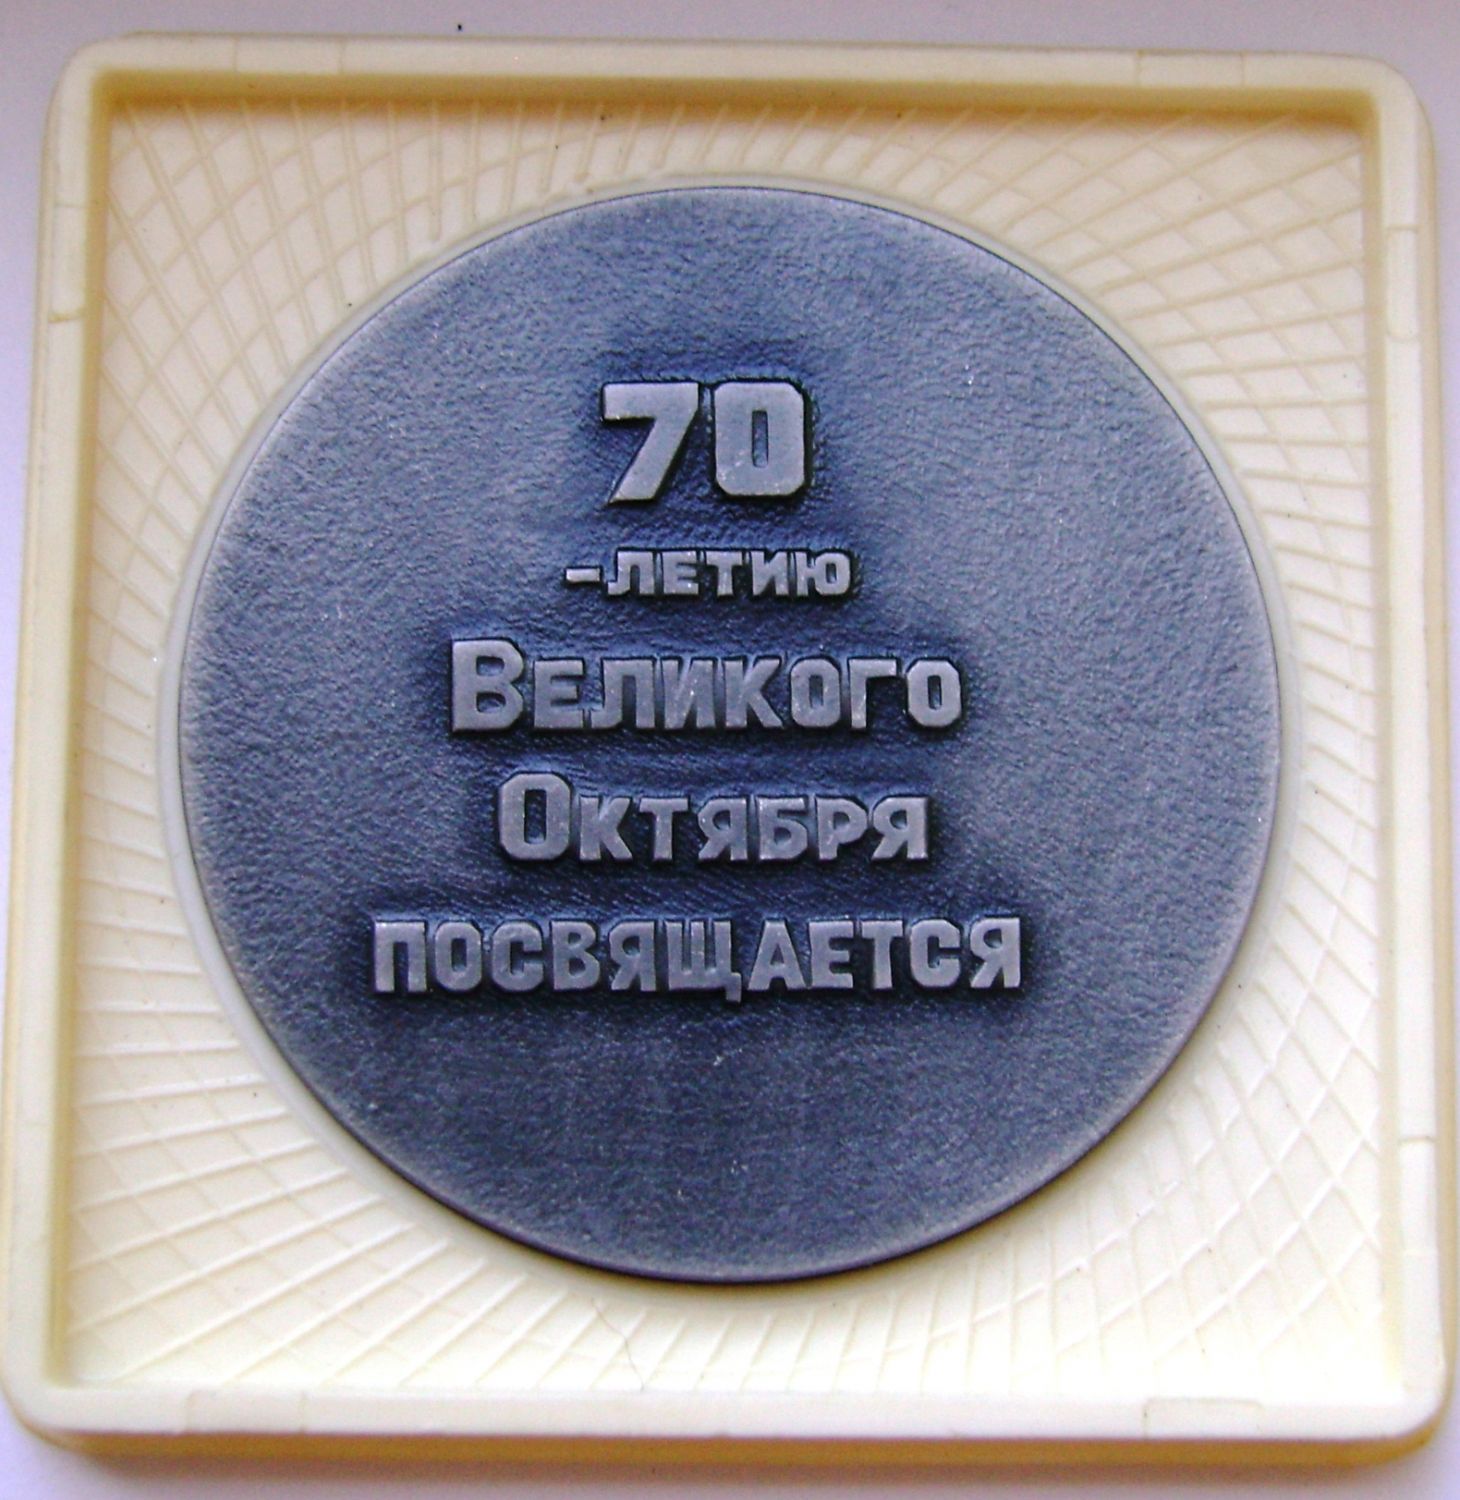 70
-летию
Великого
Октября
посвящается